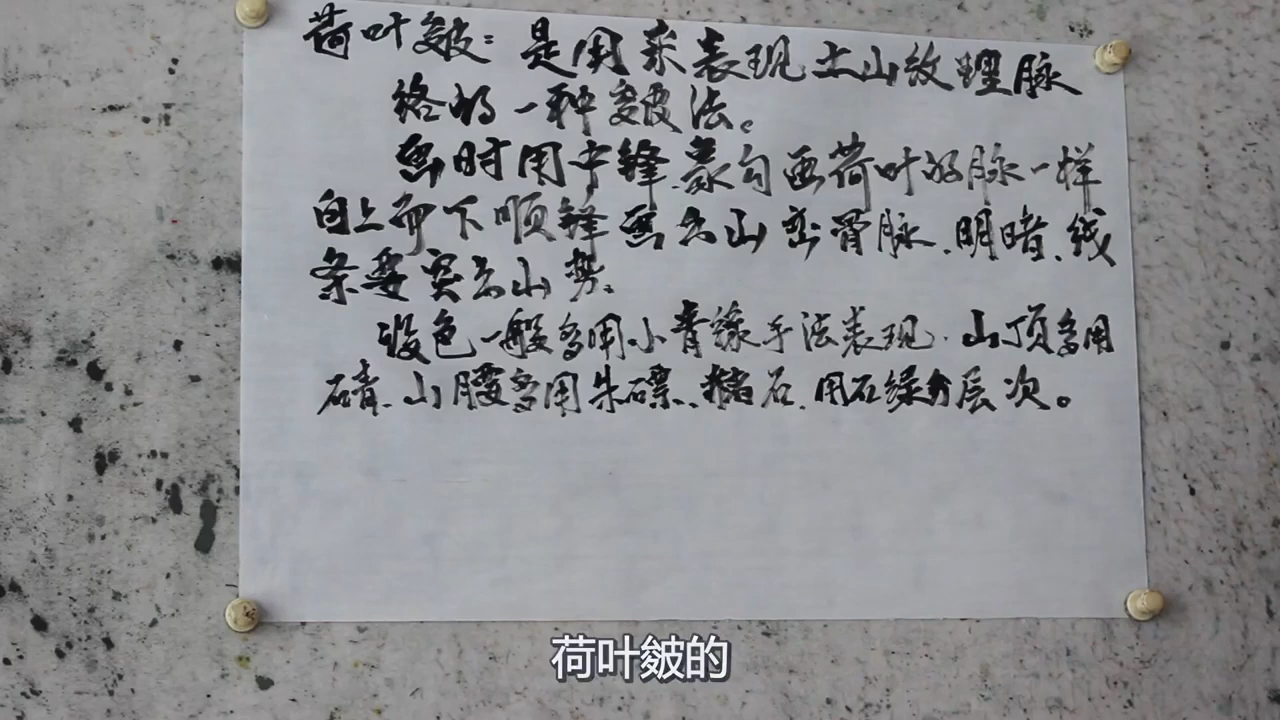 荷叶皴：是用来表现土山纹理脉
络的一种皴法。
画时用中锋、象勾画荷叶的脉一样
自上而下顺锋画出山峦骨脉、明暗、线
条要突出山势。
设色一般多用小青绿手法表现、山顶多用
石青、山腰多用朱磦、赭石、用石绿分层次。
荷叶皴的